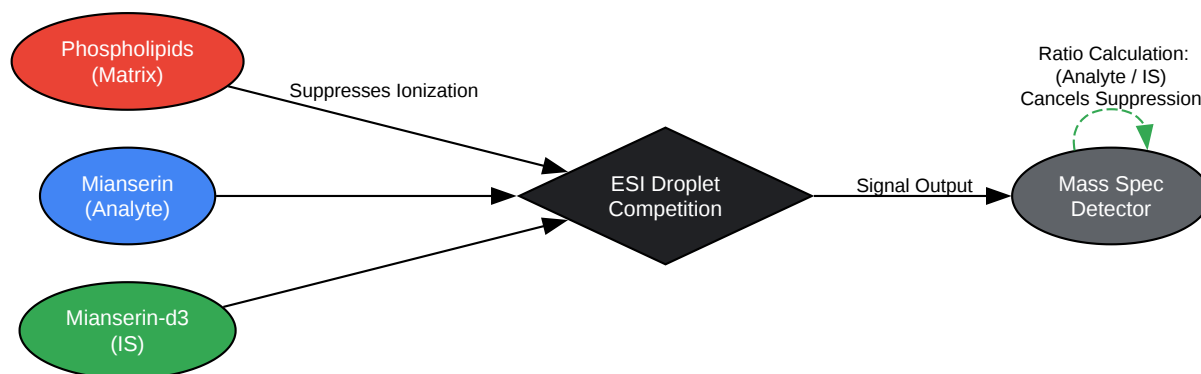 Phospholipids
(Matrix)
Suppresses Ionization
Mianserin
(Analyte)
Mianserin-d3
(IS)
ESI Droplet
Competition
Signal Output
Ratio Calculation:
(Analyte / IS)
Cancels Suppression
Mass Spec
Detector